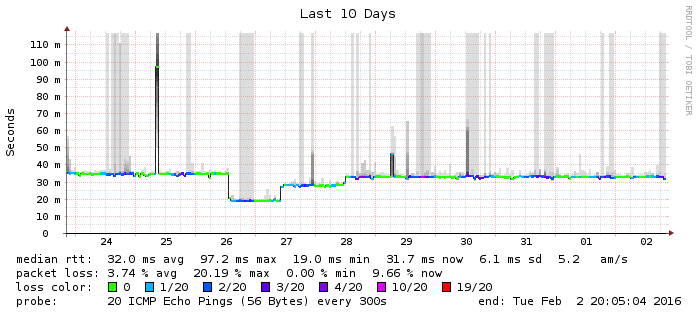 Last 10 Days
RRDTOOL / TOBI OETIKER
Seconds
110 m
100 m
90 m
80 m
70 m
60 m
50 m
40 m
30 m
20 m
10 m
0
24 25 26 27 28 29 30 31 01 02
median rtt: 32.0 ms avg 97.2 ms max 19.0 ms min 31.7 ms now 6.1 ms sd 5.2 am/s
packet loss: 3.74 % avg 20.19 % max 0.00 % min 9.66 % now
loss color: 0 1/20 2/20 3/20 4/20 10/20 19/20
probe: 20 ICMP Echo Pings (56 Bytes) every 300s end: Tue Feb 2 20:05:04 2016